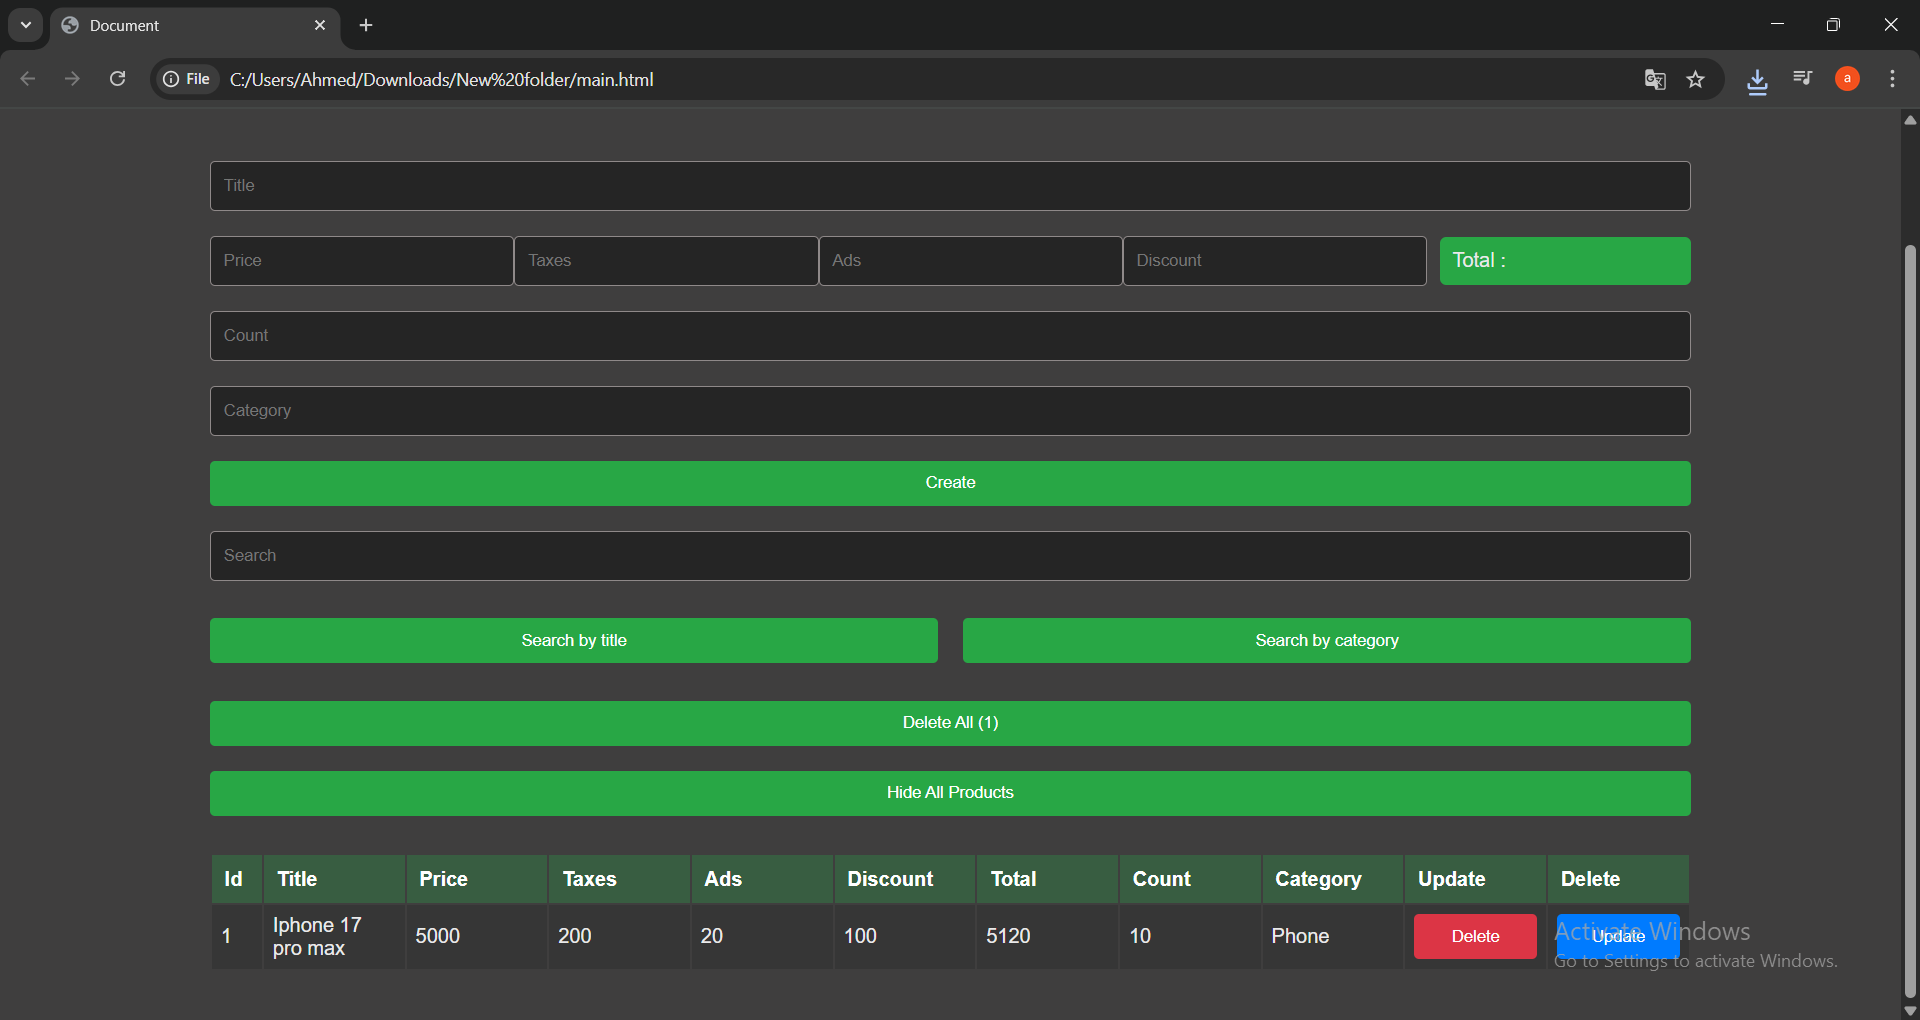 Document
File C:/Users/Ahmed/Downloads/New%20folder/main.html
a
Title
Price Taxes Ads Discount Total :
Count
Category
Create
Search
Search by title Search by category
Delete All (1)
Hide All Products
Id Title Price Taxes Ads Discount Total Count Category Update Delete
1 Iphone 17 pro max 5000 200 20 100 5120 10 Phone Delete Update
Activate Windows
Go to Settings to activate Windows.